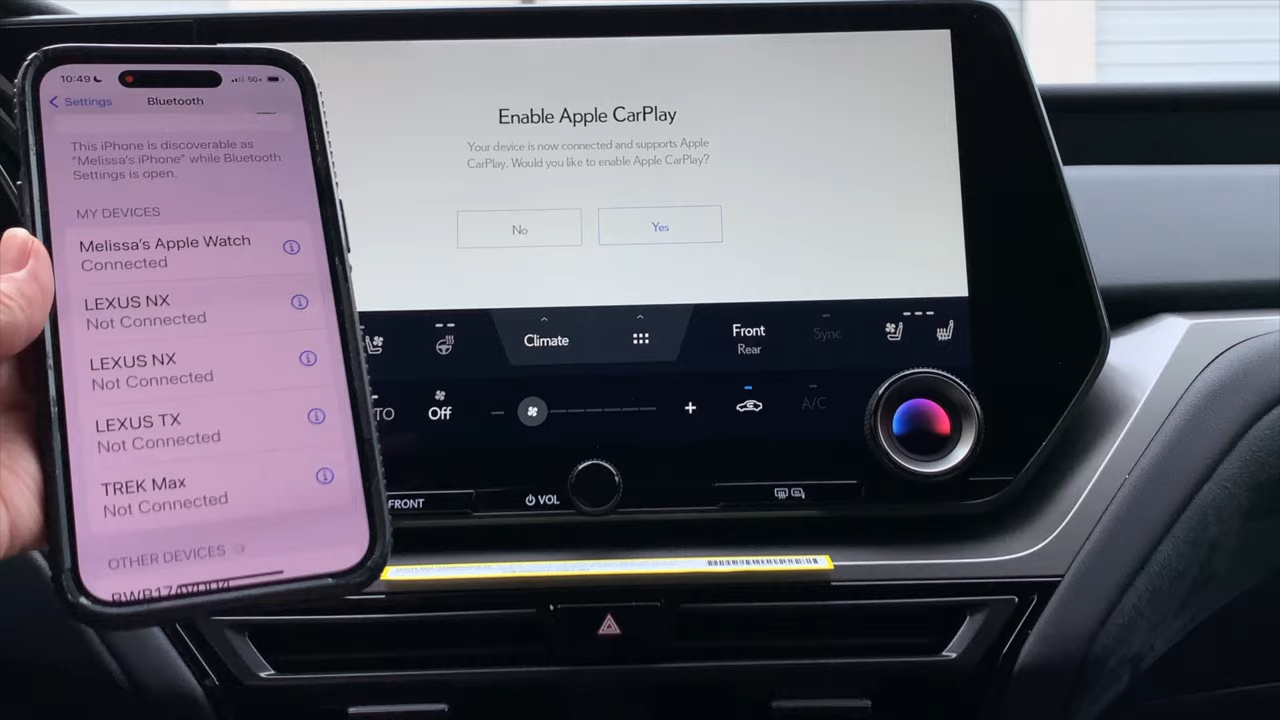 10:49
5G+
Settings
Bluetooth
This iPhone is discoverable as
"Melissa's iPhone" while Bluetooth
Settings is open.
MY DEVICES
Melissa's Apple Watch
Connected
LEXUS NX
Not Connected
LEXUS NX
Not Connected
LEXUS TX
Not Connected
TREK Max
Not Connected
OTHER DEVICES
Enable Apple CarPlay
Your device is now connected and supports Apple
CarPlay. Would you like to enable Apple CarPlay?
No
Yes
Climate
Front
Rear
Sync
TO
Off
A/C
FRONT
VOL